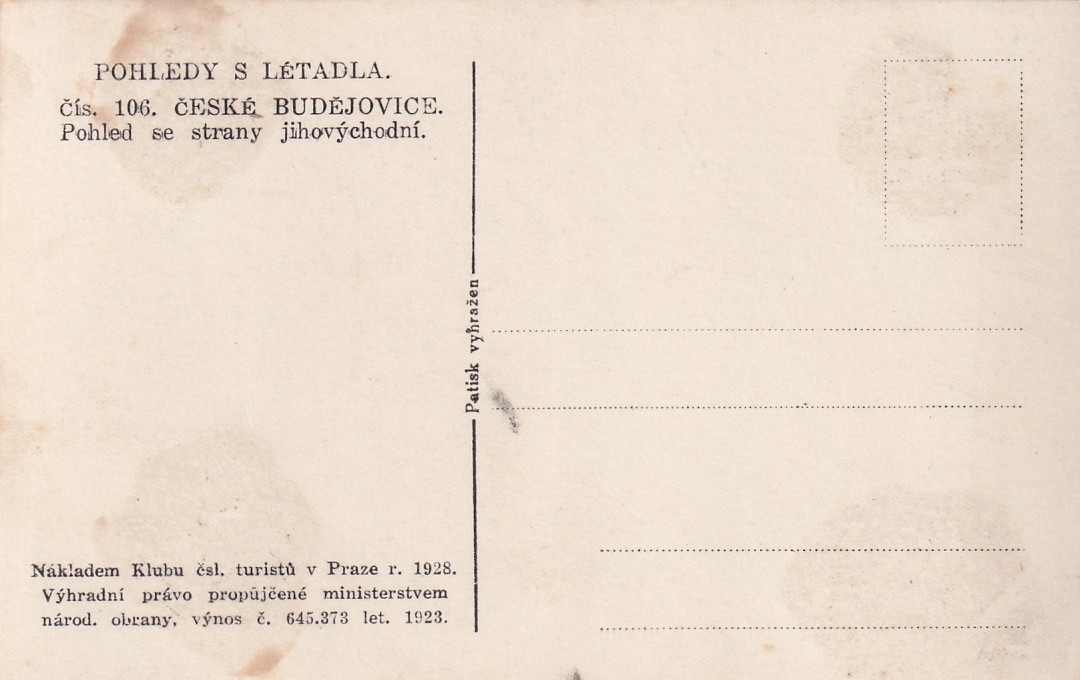 POHLEDY S LÉTADLA.
čís. 106. ČESKÉ BUDĚJOVICE.
Pohled se strany jihovýchodní.
Patisk vyhražen
Nákladem Klubu čsl. turistů v Praze r. 1928.
Výhradní právo propůjčené ministerstvem
národ. obrany, výnos č. 645.373 let. 1923.